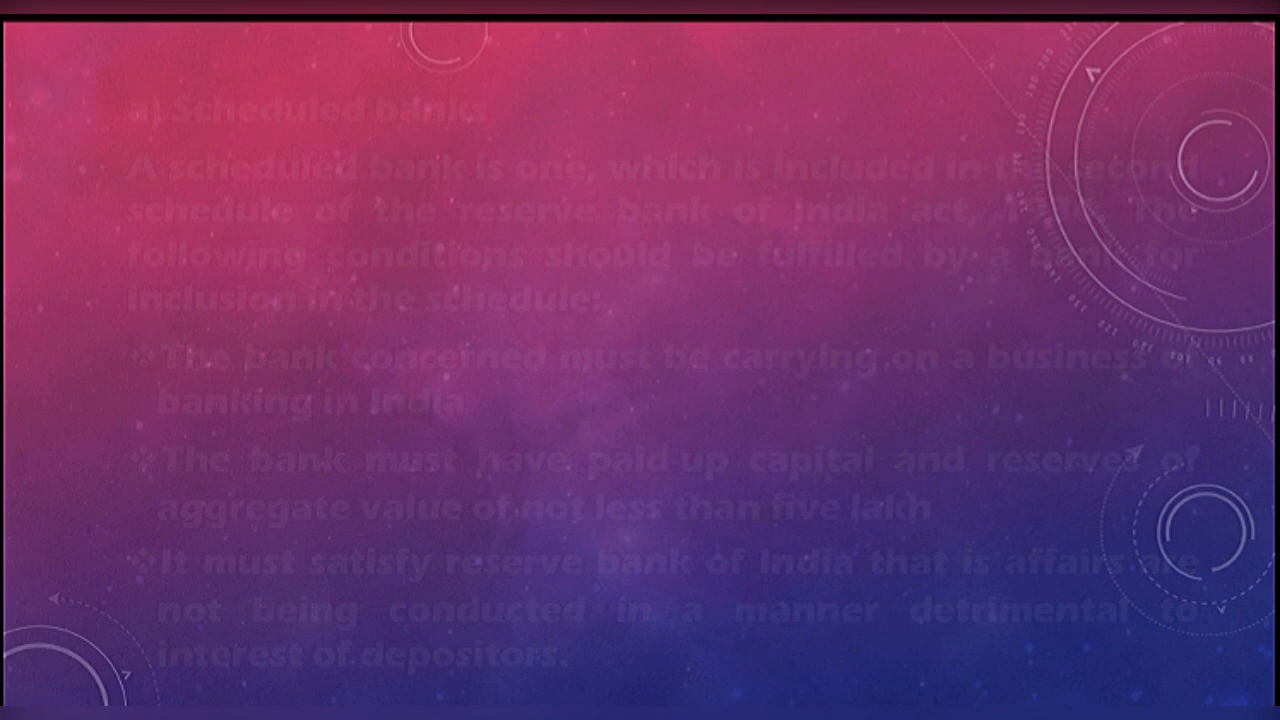 a) Scheduled banks
A scheduled bank is one, which is included in the second
schedule of the reserve bank of India act, The
following conditions should be fulfilled by a bank for
inclusion in the schedule:
❖The bank concerned must be carrying on a business of
banking in India
❖The bank must have paid-up capital and reserves of
aggregate value of not less than five lakh
❖It must satisfy reserve bank of India that is affairs are
not being conducted in a manner detrimental to
interest of depositors.